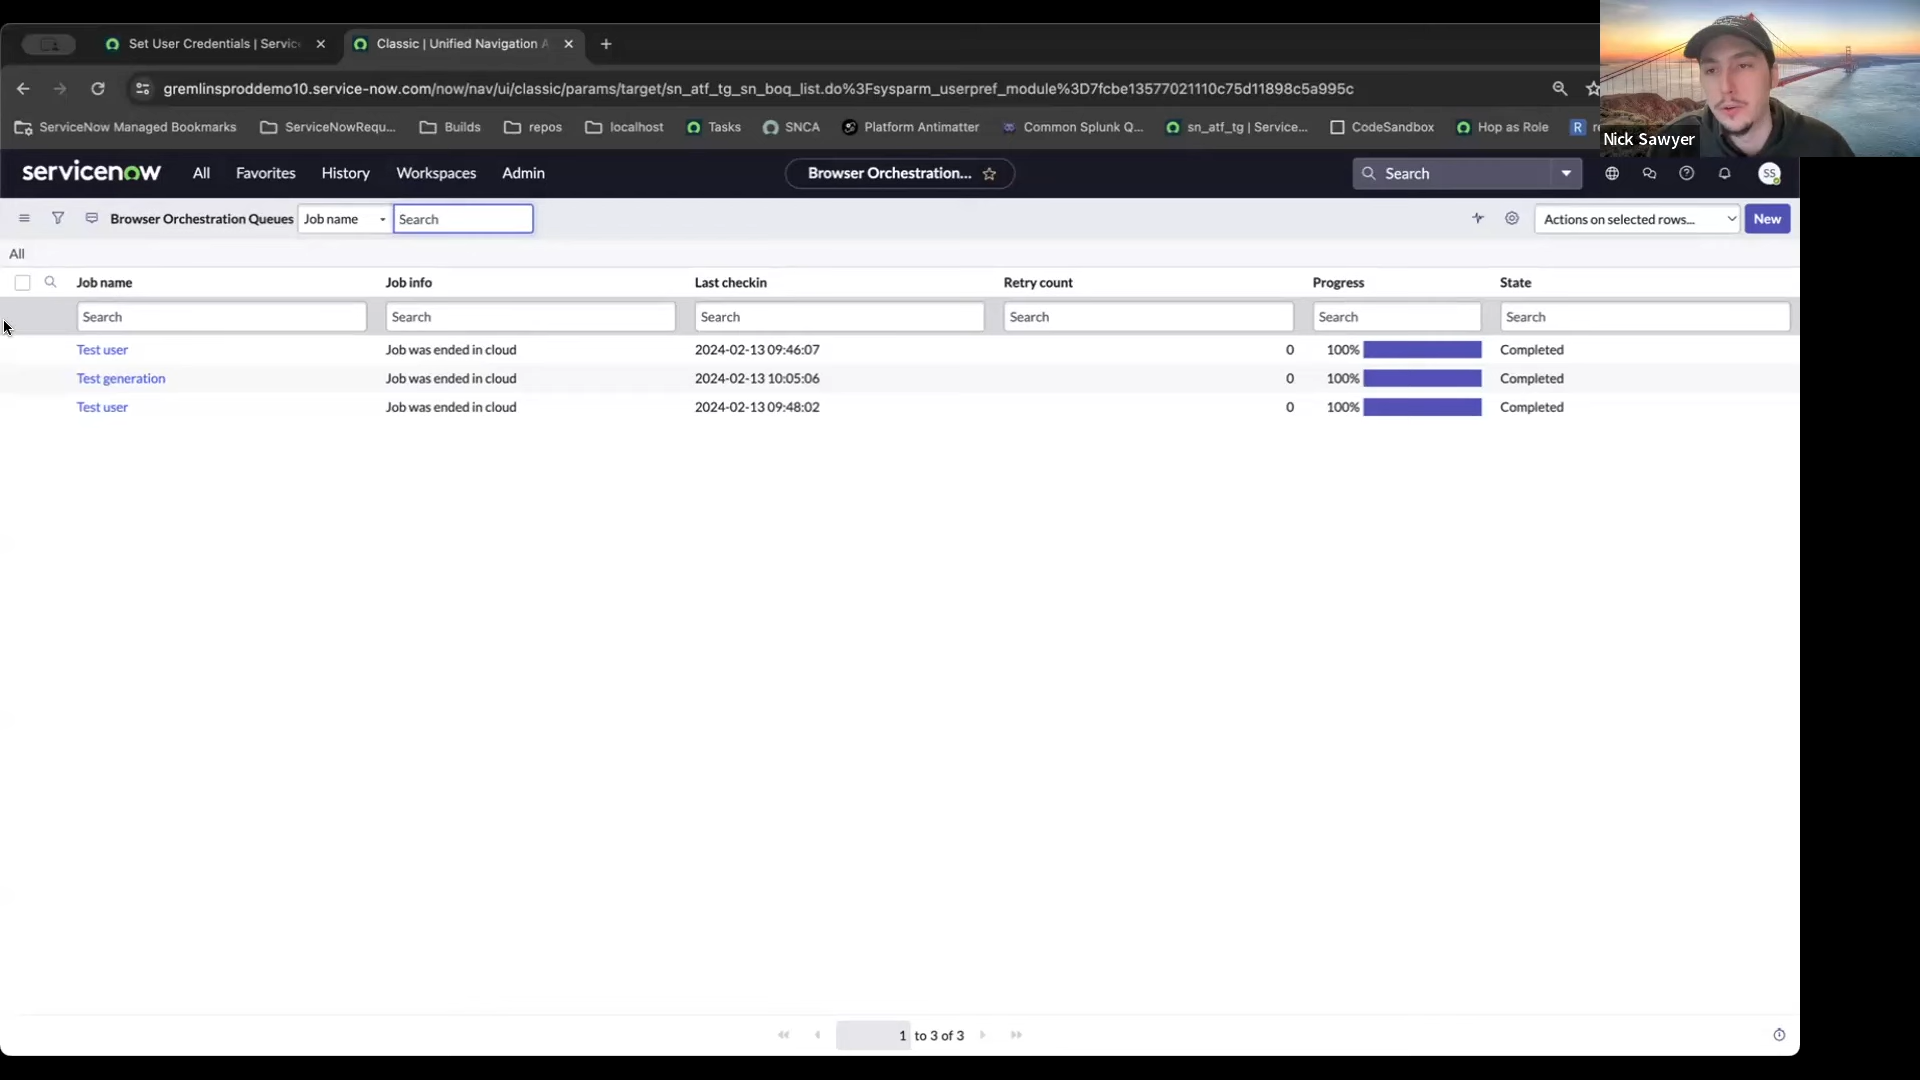 Set User Credentials | Servic
Classic | Unified Navigation A
gremlinsproddemo10.service-now.com/now/nav/ui/classic/params/target/sn_atf_tg_sn_boq_list.do%3Fsysparm_userpref_module%3D7fcbe13577021110c75d11898c5a995c
ServiceNow Managed Bookmarks
ServiceNowRequ...
Builds
repos
localhost
Tasks
SNCA
Platform Antimatter
Common Splunk Q...
sn_atf_tg | Service...
CodeSandbox
Hop as Role
R
Nick Sawyer
servicenow
All
Favorites
History
Workspaces
Admin
Browser Orchestration...
Search
SS
Browser Orchestration Queues
Job name
Search
Actions on selected rows...
New
All
Job name Job info Last checkin Retry count Progress State
Search Search Search Search Search Search
Test user Job was ended in cloud 2024-02-13 09:46:07 0 100% Completed
Test generation Job was ended in cloud 2024-02-13 10:05:06 0 100% Completed
Test user Job was ended in cloud 2024-02-13 09:48:02 0 100% Completed
1 to 3 of 3